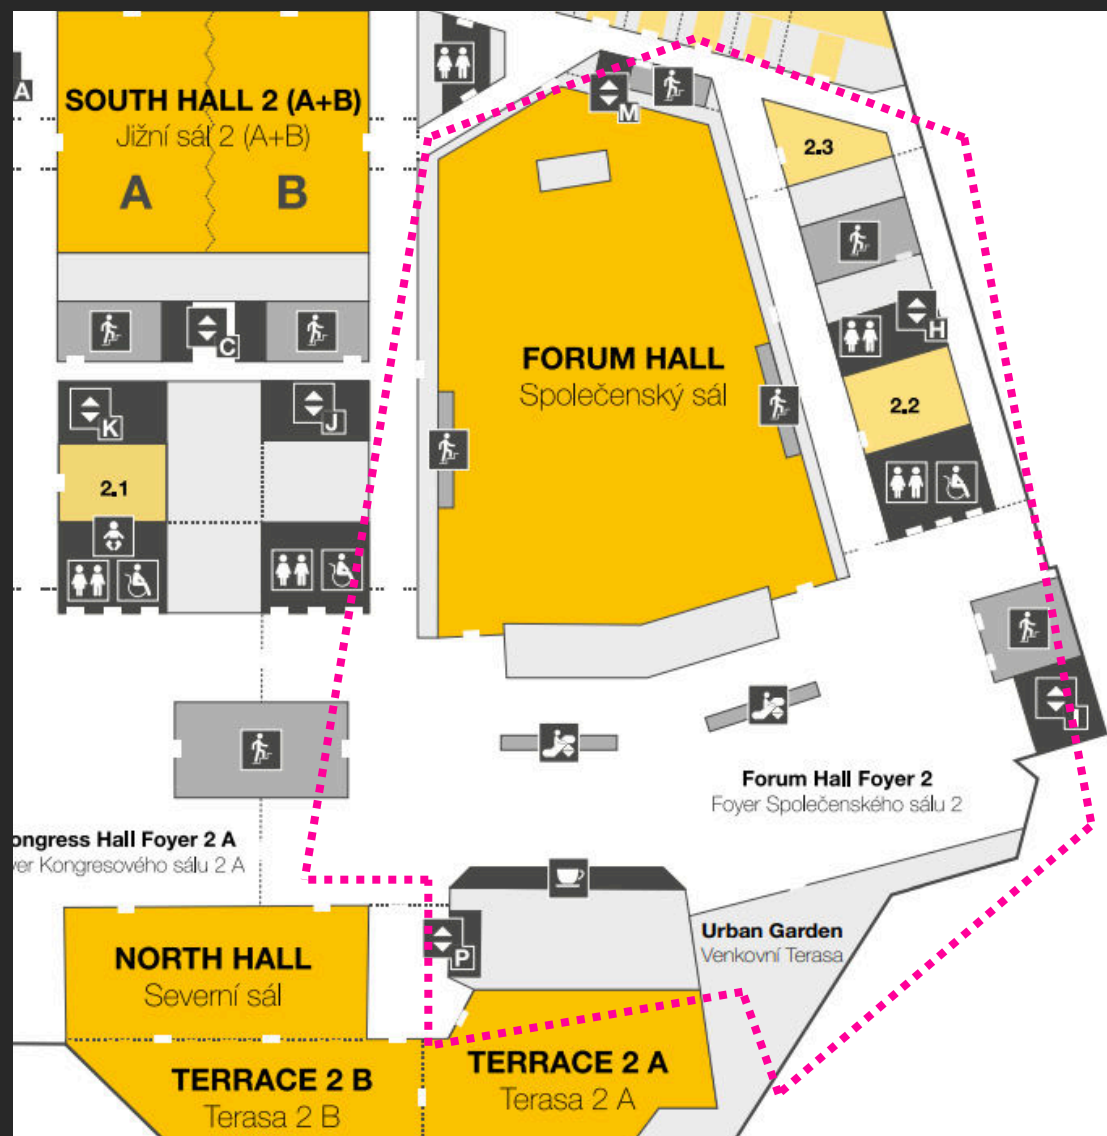 A
SOUTH HALL 2 (A+B)
Jižní sál 2 (A+B)
A
B
M
2.3
C
H
FORUM HALL
Společenský sál
2.2
K
J
2.1
I
Forum Hall Foyer 2
Foyer Společenského sálu 2
ongress Hall Foyer 2 A
yer Kongresového sálu 2 A
P
Urban Garden
Venkovní Terasa
NORTH HALL
Severní sál
TERRACE 2 B
Terasa 2 B
TERRACE 2 A
Terasa 2 A